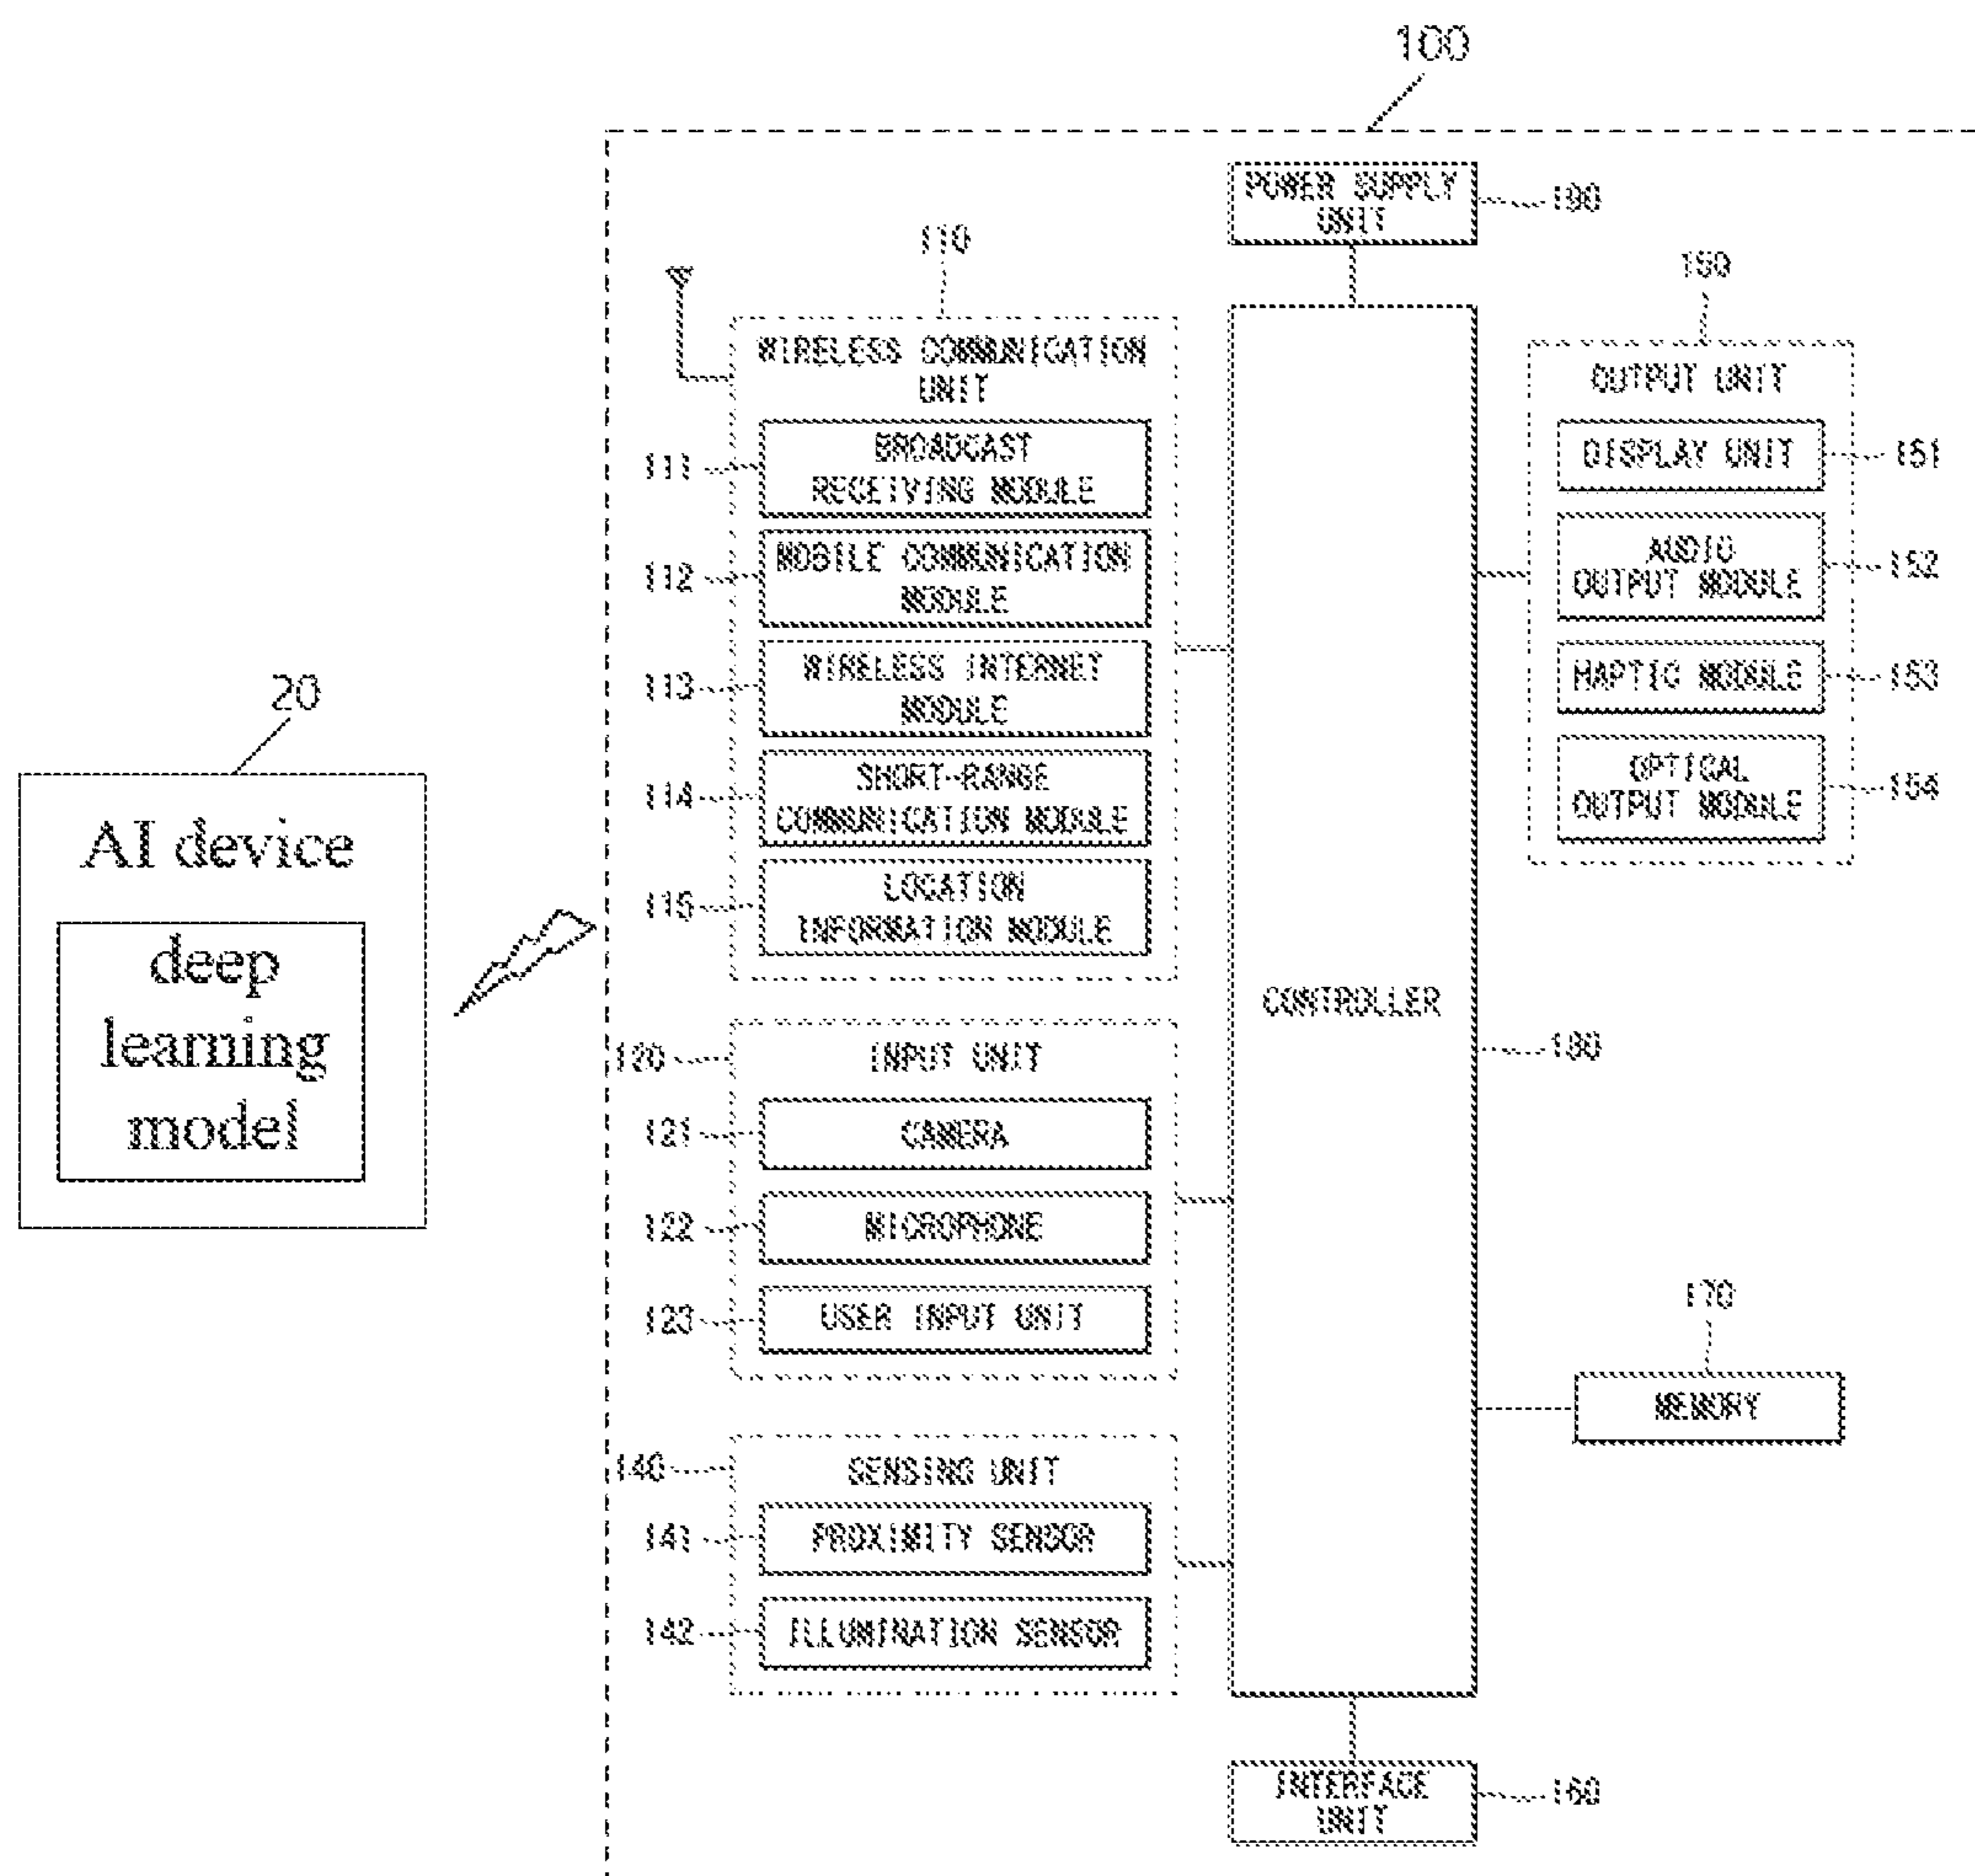 100
POWER SUPPLY
UNIT
190
110
WIRELESS COMMUNICATION
UNIT
111
BROADCAST
RECEIVING MODULE
112
MOBILE COMMUNICATION
MODULE
113
WIRELESS INTERNET
MODULE
114
SHORT-RANGE
COMMUNICATION MODULE
115
LOCATION
INFORMATION MODULE
150
OUTPUT UNIT
DISPLAY UNIT
151
AUDIO
OUTPUT MODULE
152
HAPTIC MODULE
153
OPTICAL
OUTPUT MODULE
154
20
AI device
deep
learning
model
CONTROLLER
180
120
INPUT UNIT
121
CAMERA
122
MICROPHONE
123
USER INPUT UNIT
170
MEMORY
140
SENSING UNIT
141
PROXIMITY SENSOR
142
ILLUMINATION SENSOR
INTERFACE
UNIT
160